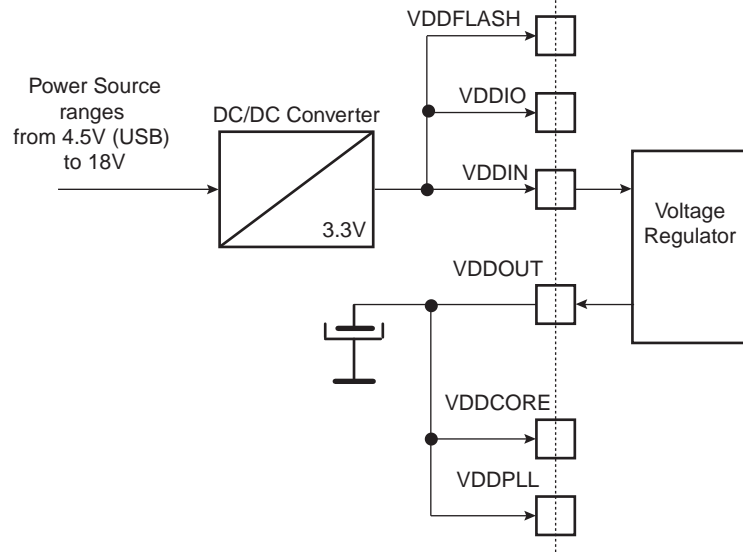 VDDFLASH
Power Source
ranges
from 4.5V (USB)
to 18V
DC/DC Converter
VDDIO
VDDIN
3.3V
Voltage
Regulator
VDDOUT
VDDCORE
VDDPLL